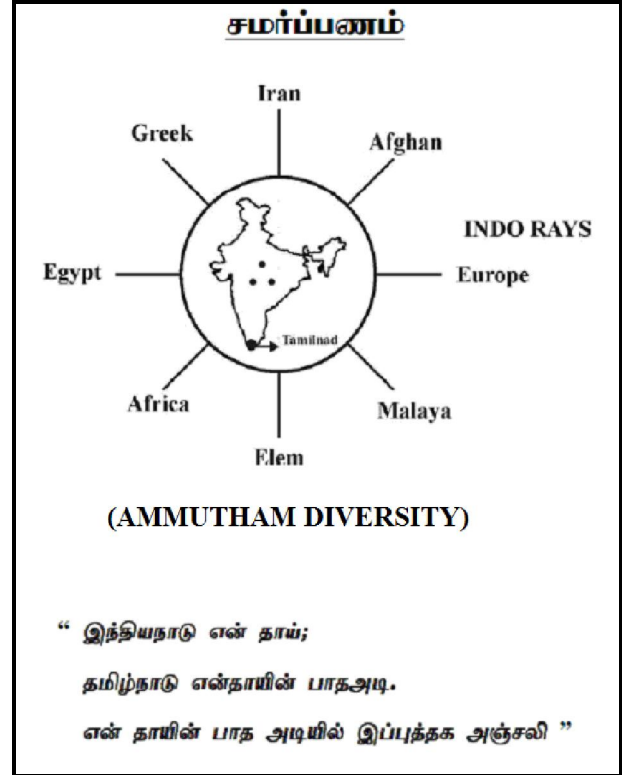 சமர்ப்பணம்
Iran
Greek
Afghan
INDO RAYS
Egypt
Europe
Tamilnad
Africa
Malaya
Elem
(AMMUTHAM DIVERSITY)
“ இந்தியநாடு என் தாய்;
தமிழ்நாடு என்தாயின் பாதஅடி.
என் தாயின் பாத அடியில் இப்புத்தக அஞ்சலி ”